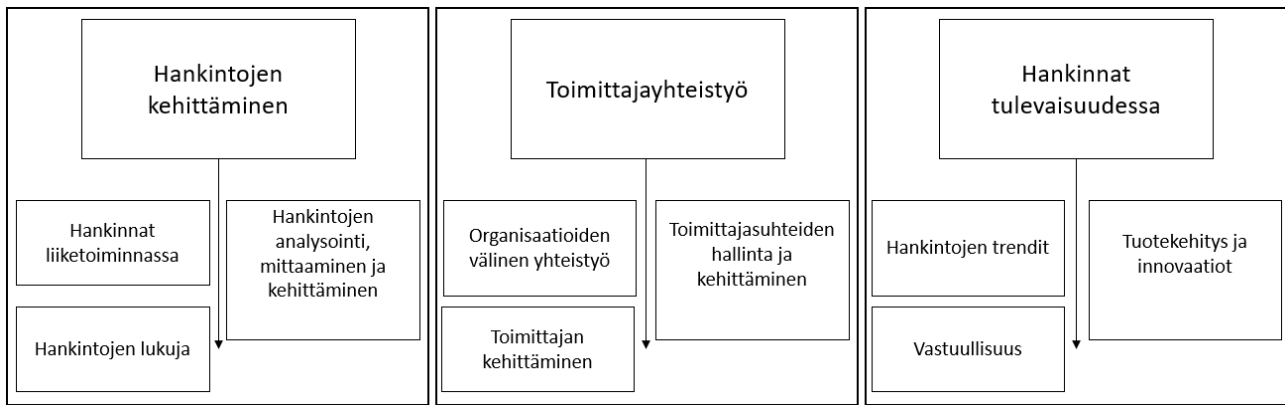 Hankintojen
kehittäminen
Hankinnat
liiketoiminnassa
Hankintojen
analysointi,
mittaaminen ja
kehittäminen
Hankintojen lukuja
Toimittajayhteistyö
Organisaatioiden
välinen yhteistyö
Toimittajasuhteiden
hallinta ja
kehittäminen
Toimittajan
kehittäminen
Hankinnat
tulevaisuudessa
Hankintojen trendit
Tuotekehitys ja
innovaatiot
Vastuullisuus